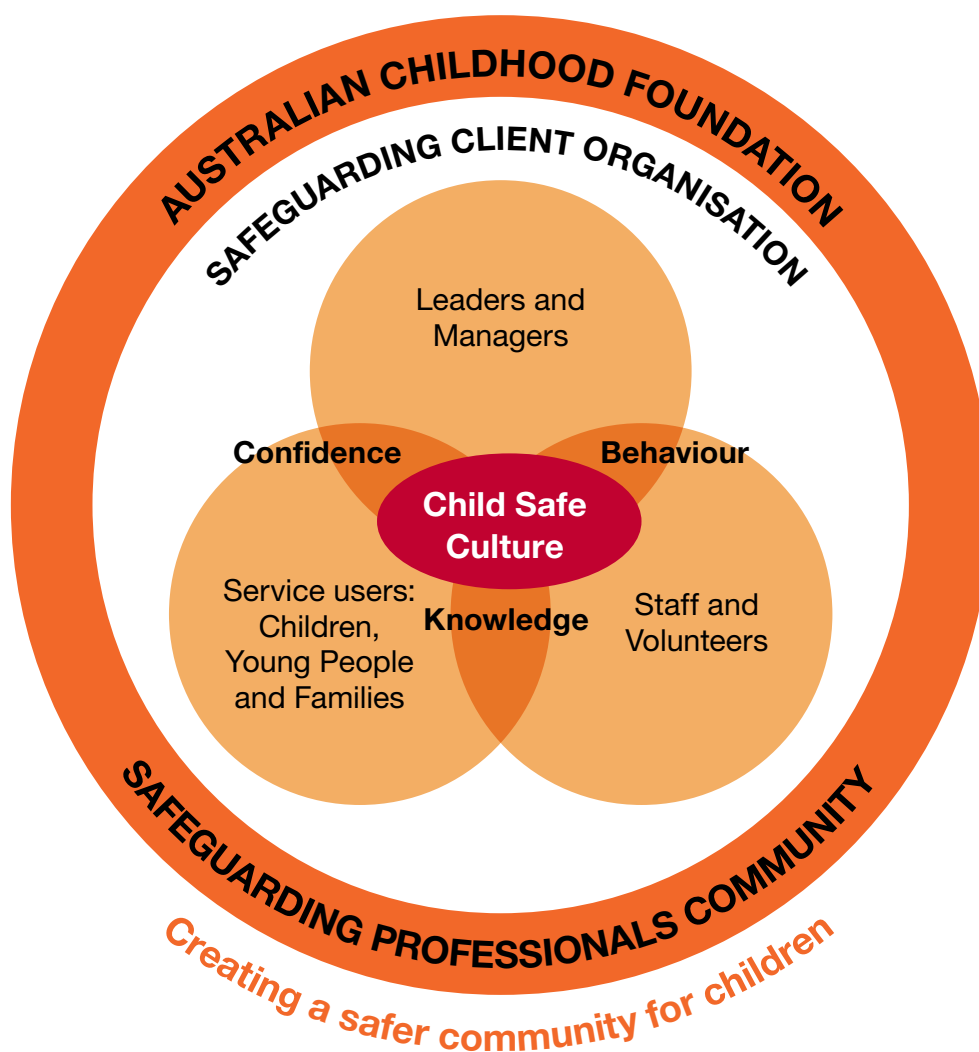 AUSTRALIAN CHILDHOOD FOUNDATION
SAFEGUARDING CLIENT ORGANISATION
Leaders and
Managers
Confidence
Behaviour
Child Safe
Culture
Service users:
Children,
Young People
and Families
Knowledge
Staff and
Volunteers
SAFEGUARDING PROFESSIONALS COMMUNITY
Creating a safer community for children